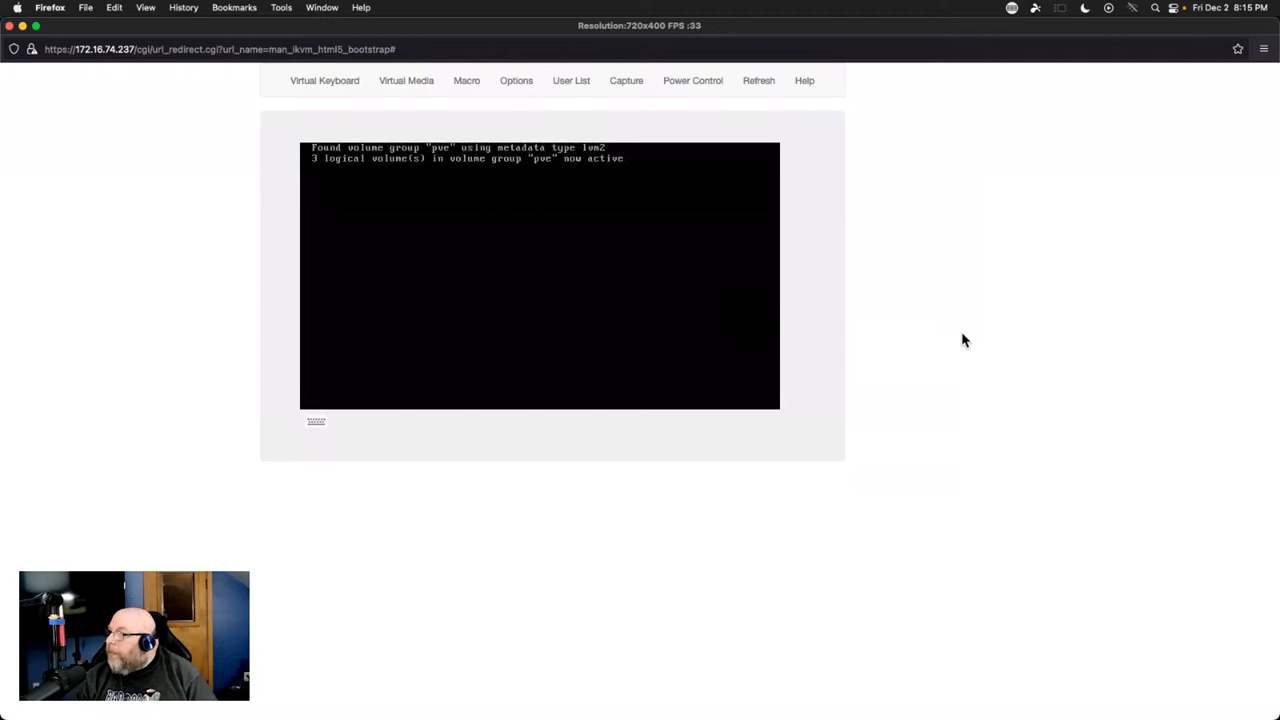 Firefox File Edit View History Bookmarks Tools Window Help Fri Dec 2 8:15 PM
Resolution:720x400 FPS :33
https://172.16.74.237/cgi/url_redirect.cgi?url_name=man_ikvm_html5_bootstrap#
Virtual Keyboard Virtual Media Macro Options User List Capture Power Control Refresh Help
Found volume group "pve" using metadata type lvm2
3 logical volume(s) in volume group "pve" now active